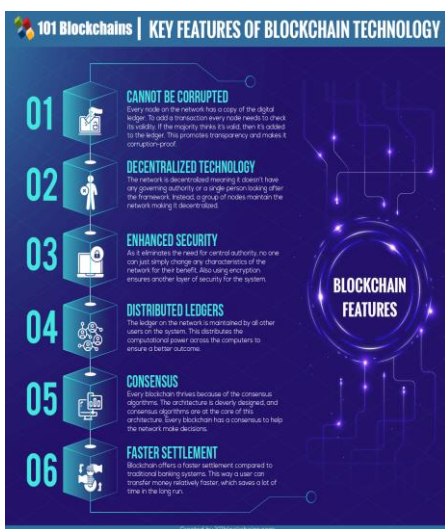 101 Blockchains | KEY FEATURES OF BLOCKCHAIN TECHNOLOGY
01
CANNOT BE CORRUPTED
Every node on the network has a copy of the digital
ledger. To add a transaction every node needs to check
its validity. If the majority thinks it's valid, then it's added
to the ledger. This promotes transparency and makes it
corruption-proof.
02
DECENTRALIZED TECHNOLOGY
The network is decentralized meaning it doesn't have
any governing authority or a single person looking after
the framework. Instead, a group of nodes maintain the
network making it decentralized.
03
ENHANCED SECURITY
As it eliminates the need for central authority, no one
can just simply change any characteristics of the
network for their benefit. Also using encryption
ensures another layer of security for the system.
BLOCKCHAIN
FEATURES
04
DISTRIBUTED LEDGERS
The ledger on the network is maintained by all other
users on the system. This distributes the
computational power across the computers to
ensure a better outcome.
05
CONSENSUS
Every blockchain thrives because of the consensus
algorithms. The architecture is cleverly designed, and
consensus algorithms are at the core of this
architecture. Every blockchain has a consensus to help
the network make decisions.
06
FASTER SETTLEMENT
Blockchain offers a faster settlement compared to
traditional banking systems. This way a user can
transfer money relatively faster, which saves a lot of
time in the long run.
Created by 101blockchains.com